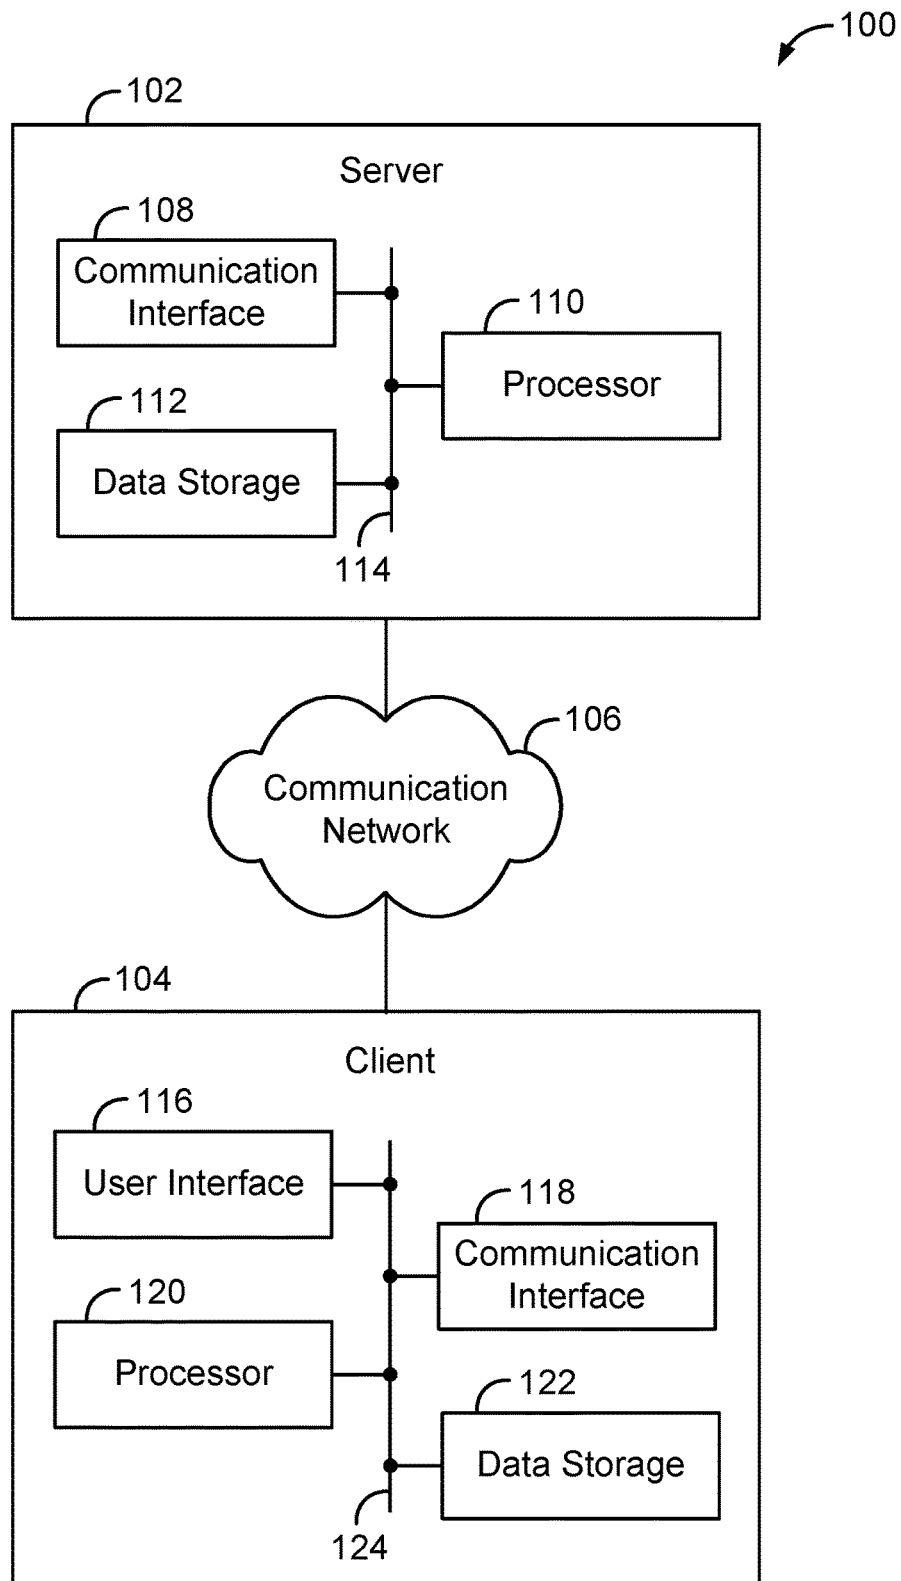 100
102
Server
108
Communication
Interface
110
Processor
112
Data Storage
114
106
Communication
Network
104
Client
116
User Interface
118
Communication
Interface
120
Processor
122
Data Storage
124